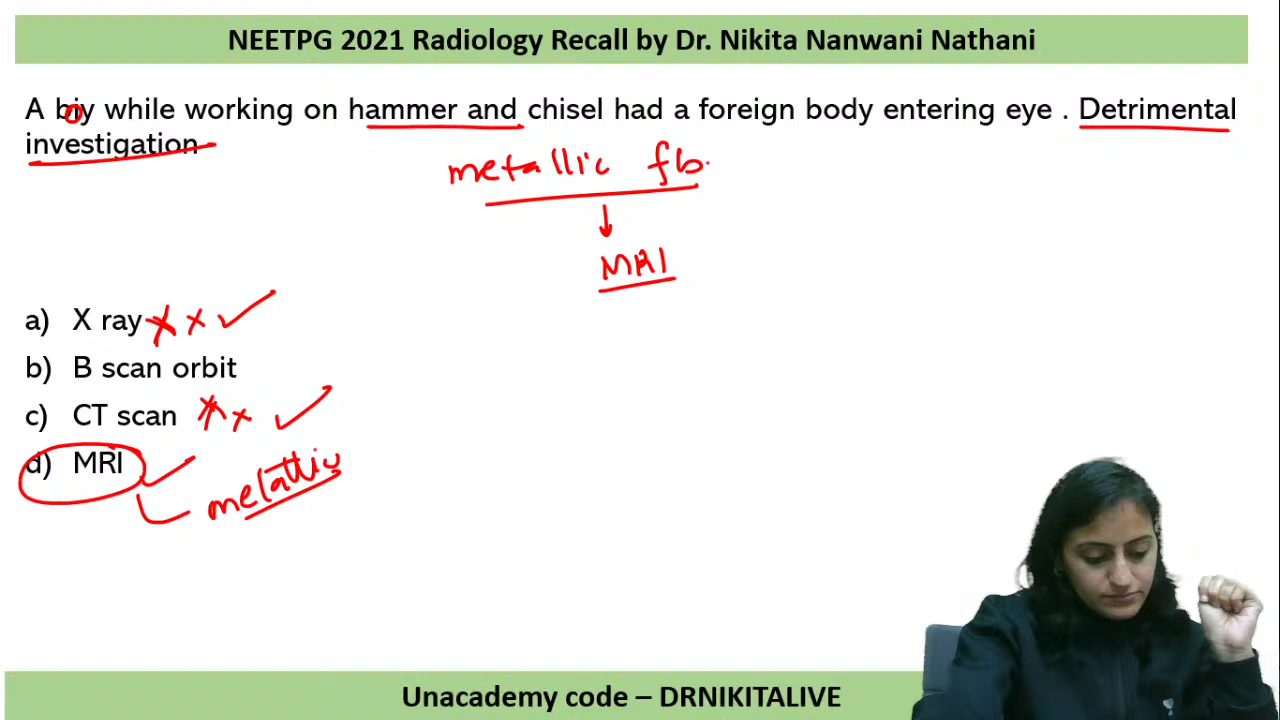 NEETPG 2021 Radiology Recall by Dr. Nikita Nanwani Nathani
A boy while working on hammer and chisel had a foreign body entering eye . Detrimental
investigation
metallic fb.
MRI
a) X ray
b) B scan orbit
c) CT scan
d) MRI
metallic
Unacademy code – DRNIKITALIVE